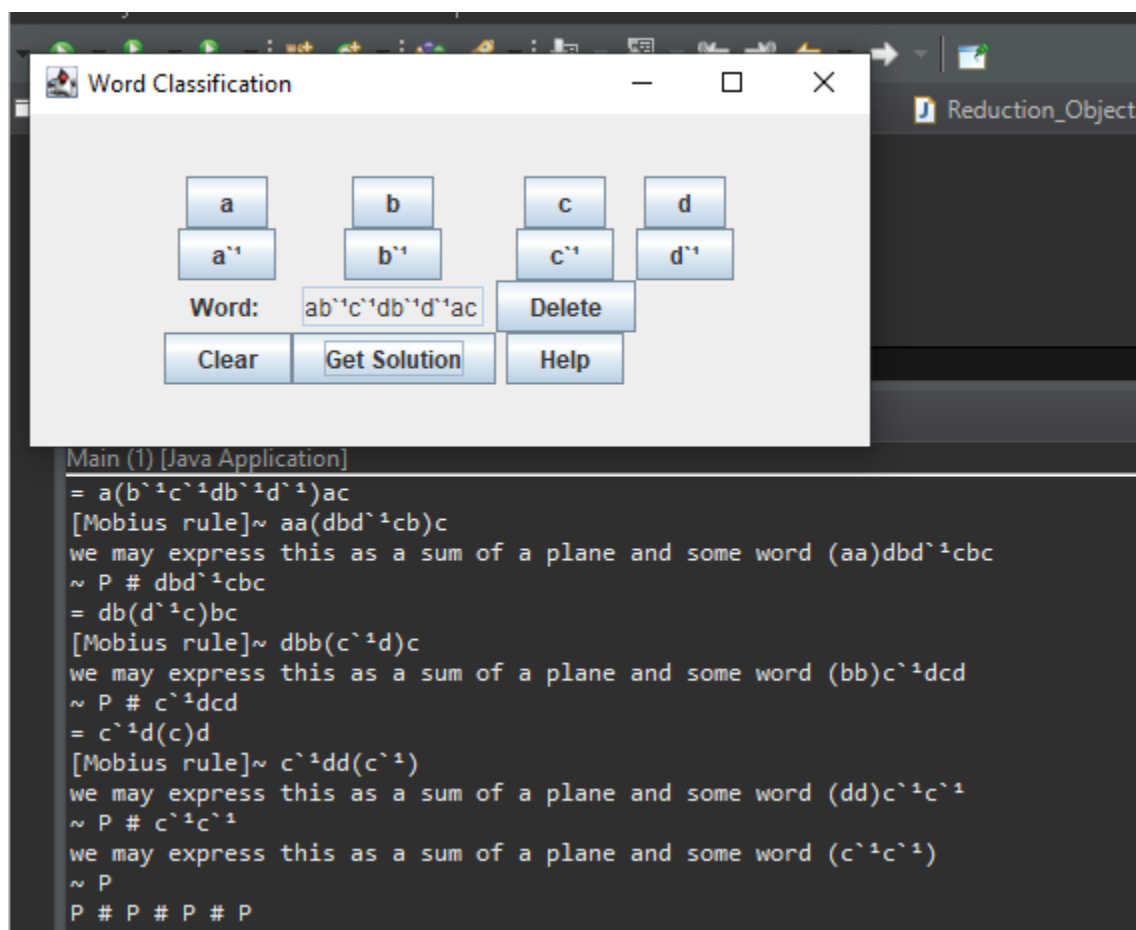 Word Classification
Reduction_Object
a b c d
a`¹ b`¹ c`¹ d`¹
Word: ab`¹c`¹db`¹d`¹ac Delete
Clear Get Solution Help
Main (1) [Java Application]
= a(b`¹c`¹db`¹d`¹)ac
[Mobius rule]~ aa(dbd`¹cb)c
we may express this as a sum of a plane and some word (aa)dbd`¹cbc
~ P # dbd`¹cbc
= db(d`¹c)bc
[Mobius rule]~ dbb(c`¹d)c
we may express this as a sum of a plane and some word (bb)c`¹dcd
~ P # c`¹dcd
= c`¹d(c)d
[Mobius rule]~ c`¹dd(c`¹)
we may express this as a sum of a plane and some word (dd)c`¹c`¹
~ P # c`¹c`¹
we may express this as a sum of a plane and some word (c`¹c`¹)
~ P
P # P # P # P